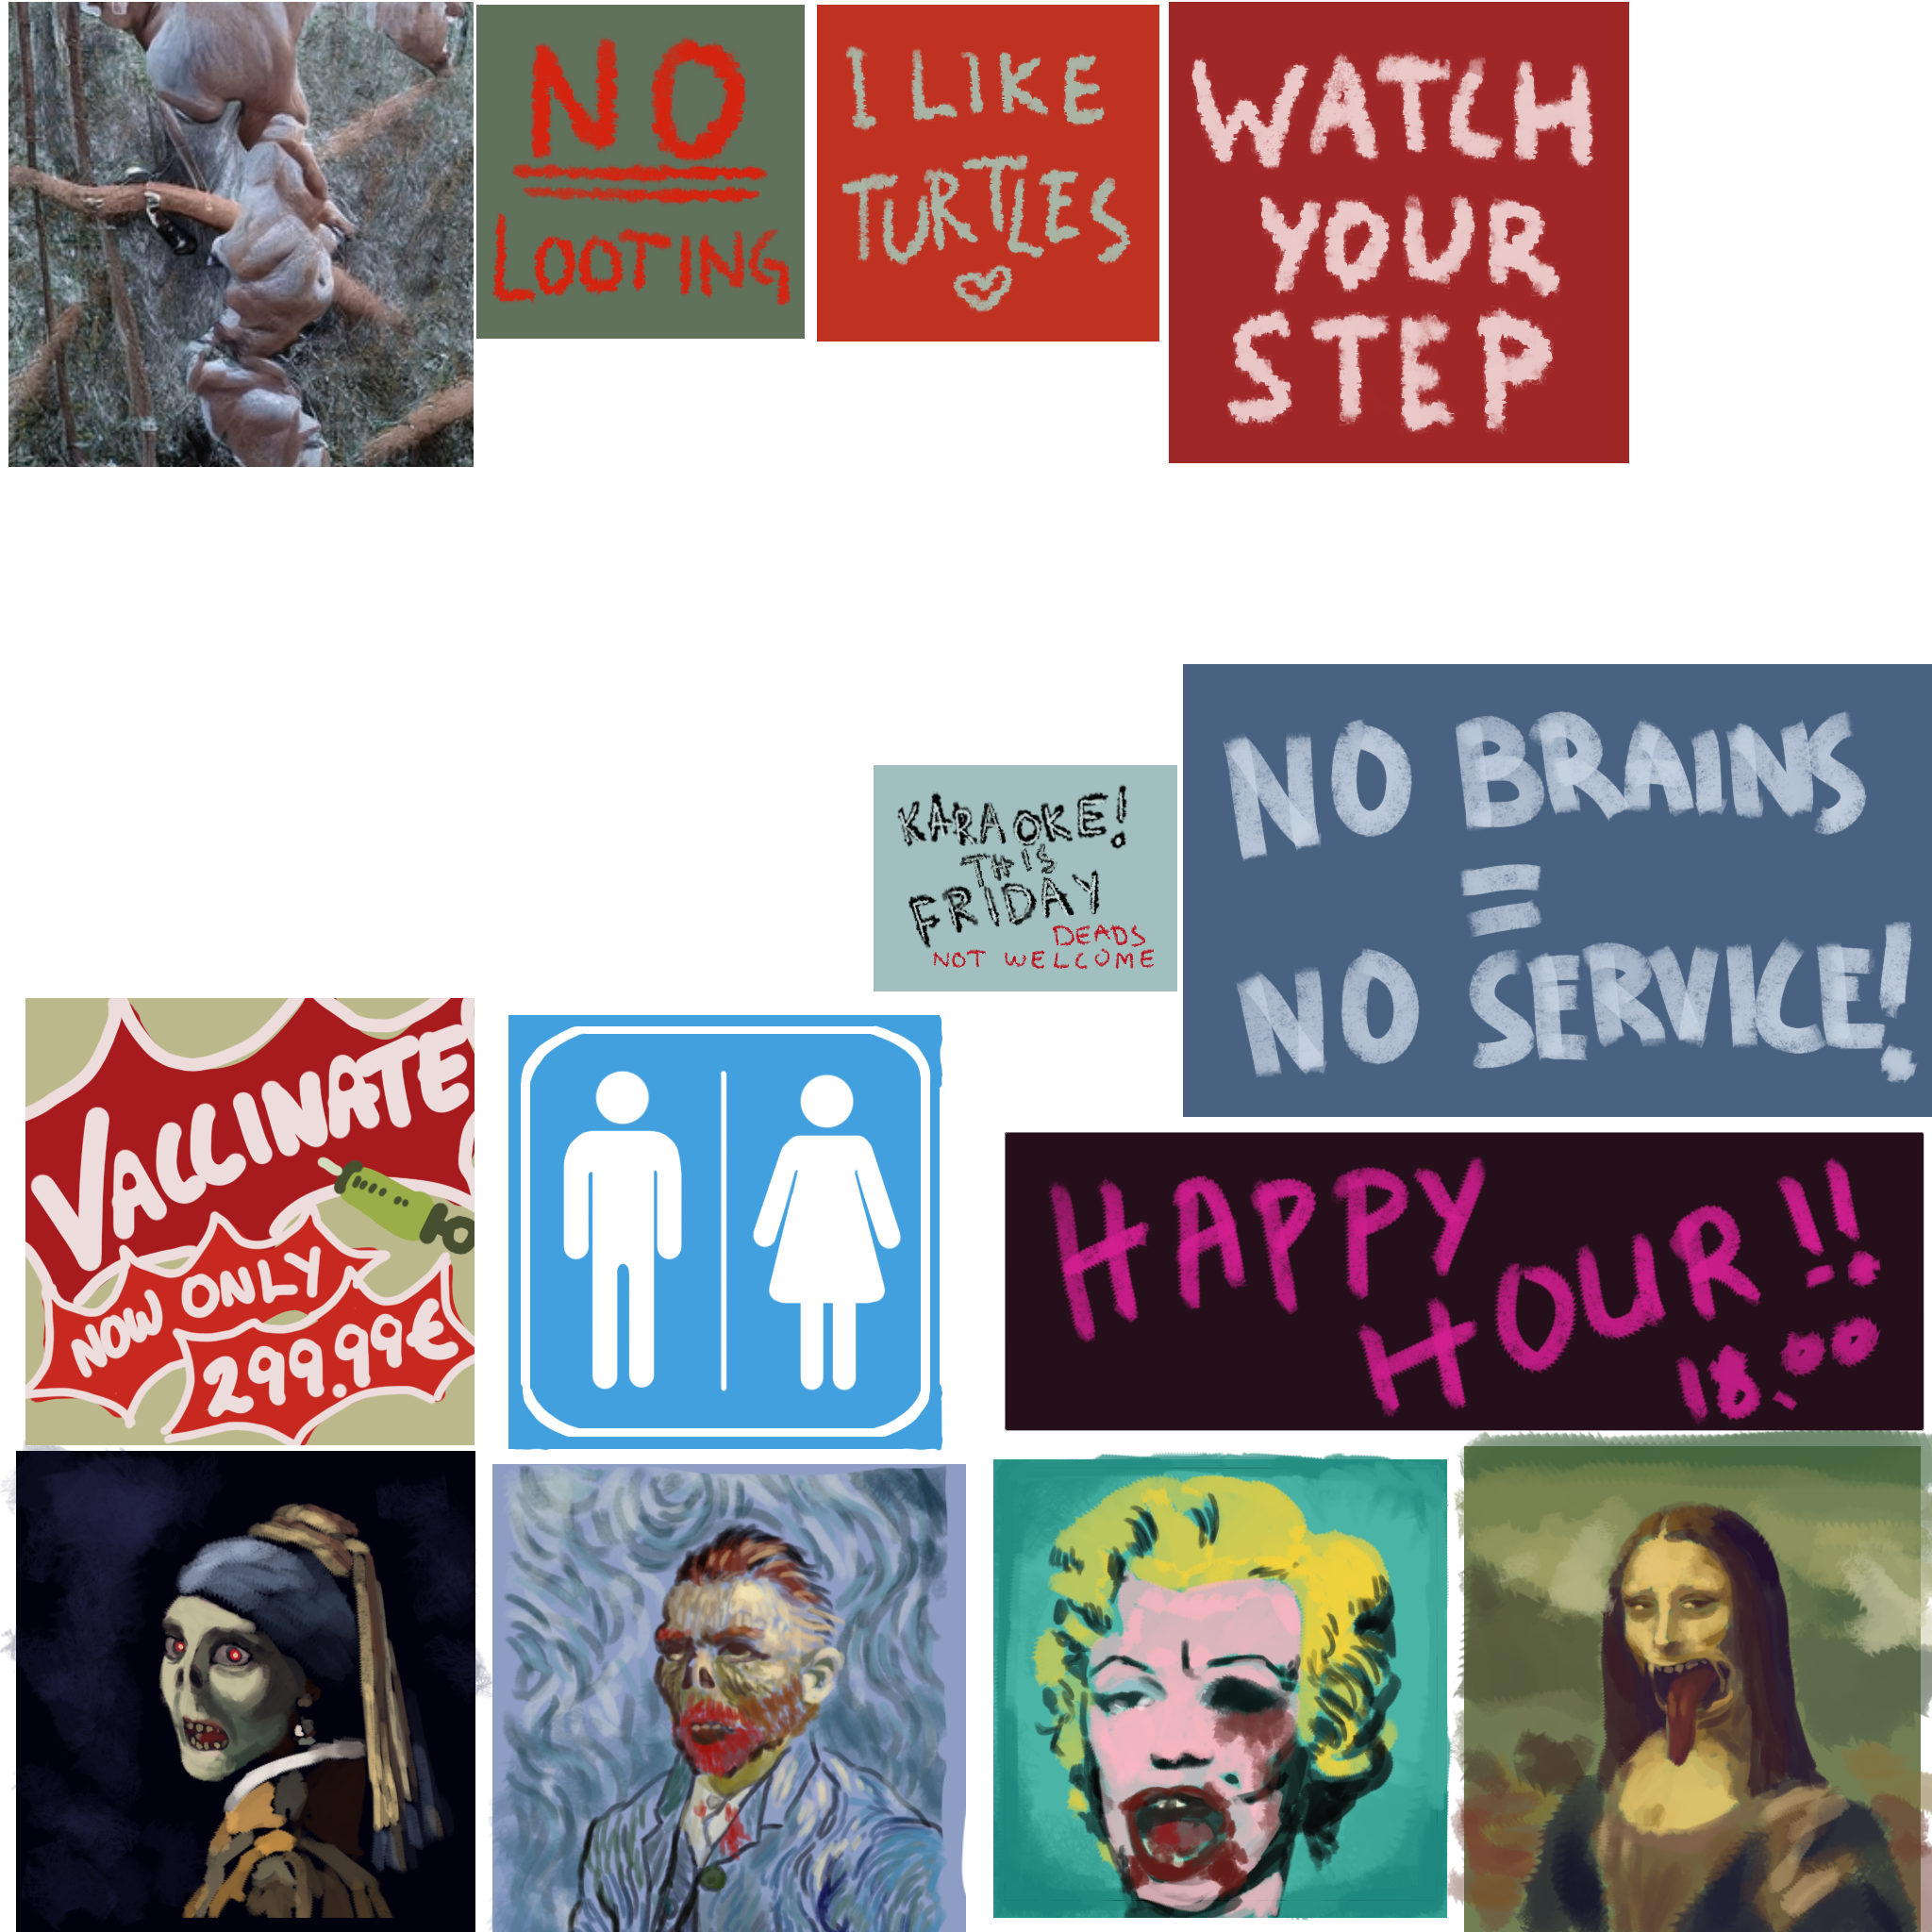 NO
LOOTING
I LIKE
TURTLES
WATCH
YOUR
STEP
KARAOKE!
THIS
FRIDAY
DEADS
NOT WELCOME
NO BRAINS
=
NO SERVICE!
VACCINATE
NOW ONLY
299.99€
HAPPY
HOUR!!
18.00